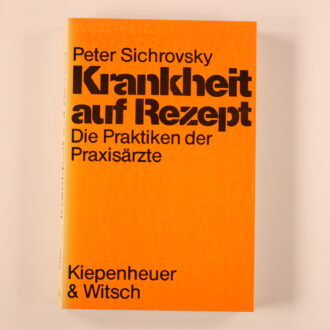 Peter Sichrovsky
Krankheit
auf Rezept
Die Praktiken der
Praxisärzte
Kiepenheuer
& Witsch